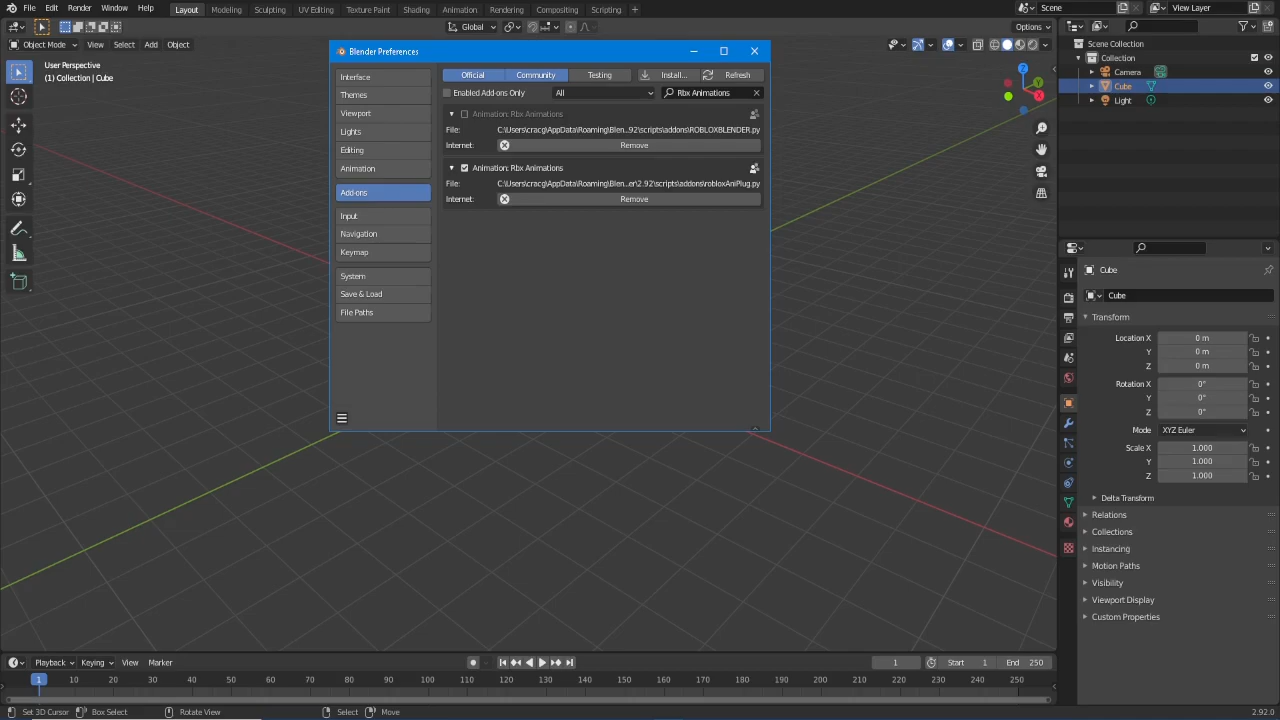 File Edit Render Window Help Layout Modeling Sculpting UV Editing Texture Paint Shading Animation Rendering Compositing Scripting + Scene View Layer
Global Options
Object Mode View Select Add Object
User Perspective
(1) Collection | Cube
Z
Y
X
Blender Preferences
Interface
Themes
Viewport
Lights
Editing
Animation
Add-ons
Input
Navigation
Keymap
System
Save & Load
File Paths
Official Community Testing Install... Refresh
Enabled Add-ons Only All Rbx Animations
Animation: Rbx Animations
File: C:\Users\cracg\AppData\Roaming\Blen...92\scripts\addons\ROBLOXBLENDER.py
Internet: Remove
Animation: Rbx Animations
File: C:\Users\cracg\AppData\Roaming\Blen...er\2.92\scripts\addons\robloxAniPlug.py
Internet: Remove
Scene Collection
Collection
Camera
Cube
Light
Cube
Cube
Transform
Location X 0 m
Y 0 m
Z 0 m
Rotation X 0°
Y 0°
Z 0°
Mode XYZ Euler
Scale X 1.000
Y 1.000
Z 1.000
Delta Transform
Relations
Collections
Instancing
Motion Paths
Visibility
Viewport Display
Custom Properties
Playback Keying View Marker 1 Start 1 End 250
1 10 20 30 40 50 60 70 80 90 100 110 120 130 140 150 160 170 180 190 200 210 220 230 240 250
Set 3D Cursor Box Select Rotate View Select Move 2.92.0